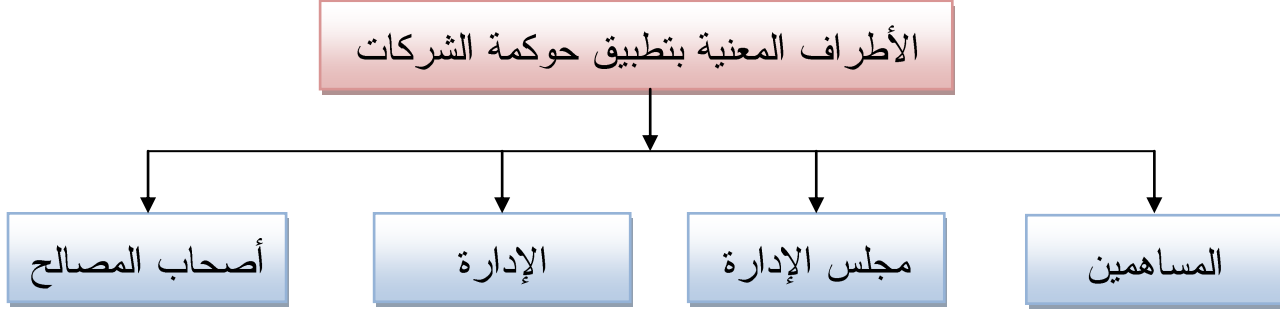 الأطراف المعنية بتطبيق حوكمة الشركات
المساهمين
مجلس الإدارة
الإدارة
أصحاب المصالح